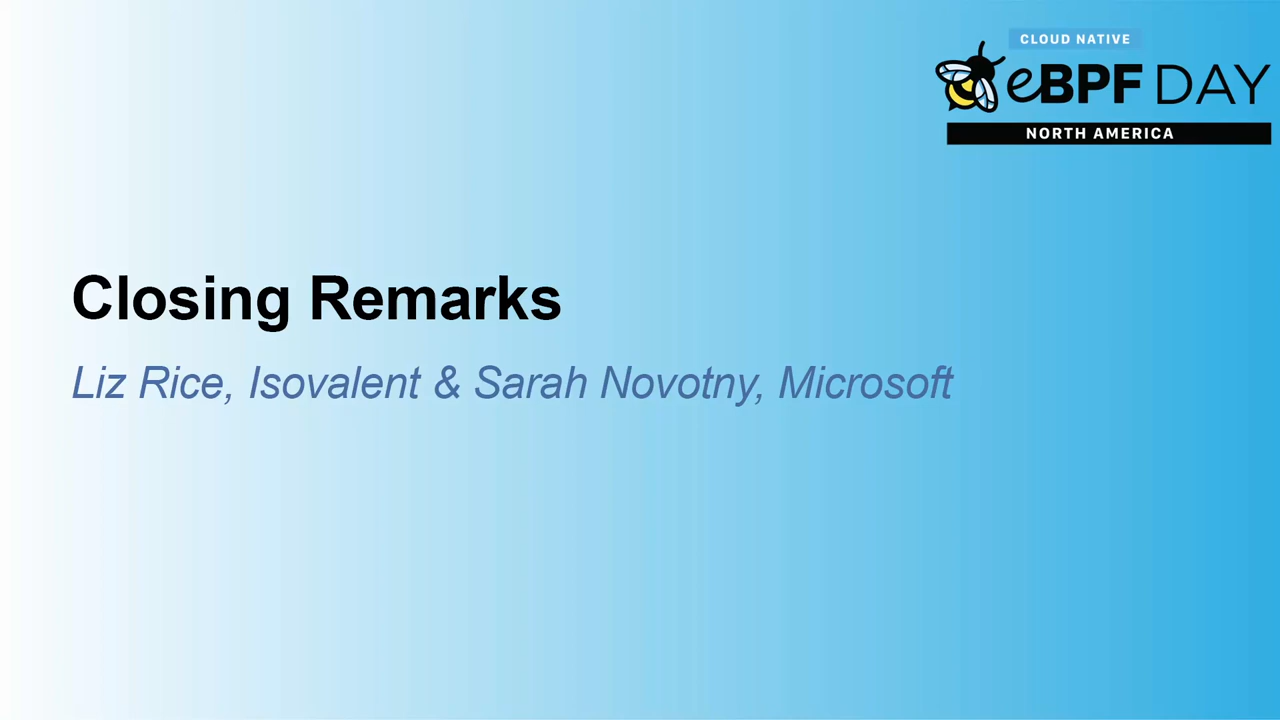 CLOUD NATIVE
eBPF DAY
NORTH AMERICA
Closing Remarks
Liz Rice, Isovalent & Sarah Novotny, Microsoft